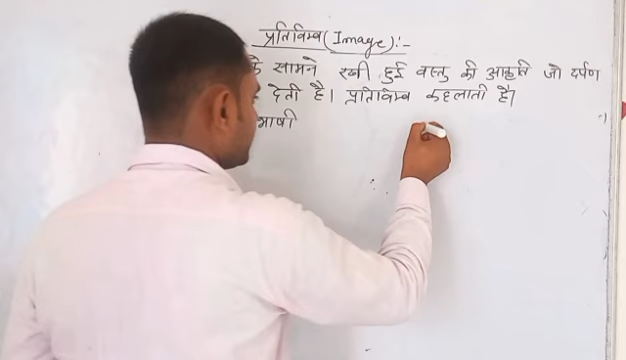 प्रतिविम्ब (Image):-
के सामने रखी हुई वस्तु की आकृति जो दर्पण
देती है। प्रतिविम्ब कहलाती है।
भाषी